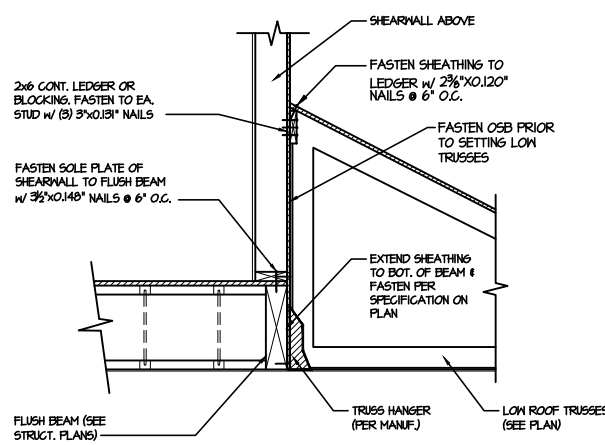 SHEARWALL ABOVE
FASTEN SHEATHING TO
LEDGER W/ 2⅜"X0.120"
NAILS @ 6" O.C.
2x6 CONT. LEDGER OR
BLOCKING. FASTEN TO EA.
STUD W/ (3) 3"X0.131" NAILS
FASTEN OSB PRIOR
TO SETTING LOW
TRUSSES
FASTEN SOLE PLATE OF
SHEARWALL TO FLUSH BEAM
W/ 3½"X0.148" NAILS @ 6" O.C.
EXTEND SHEATHING
TO BOT. OF BEAM &
FASTEN PER
SPECIFICATION ON
PLAN
FLUSH BEAM (SEE
STRUCT. PLANS)
TRUSS HANGER
(PER MANUF.)
LOW ROOF TRUSSES
(SEE PLAN)